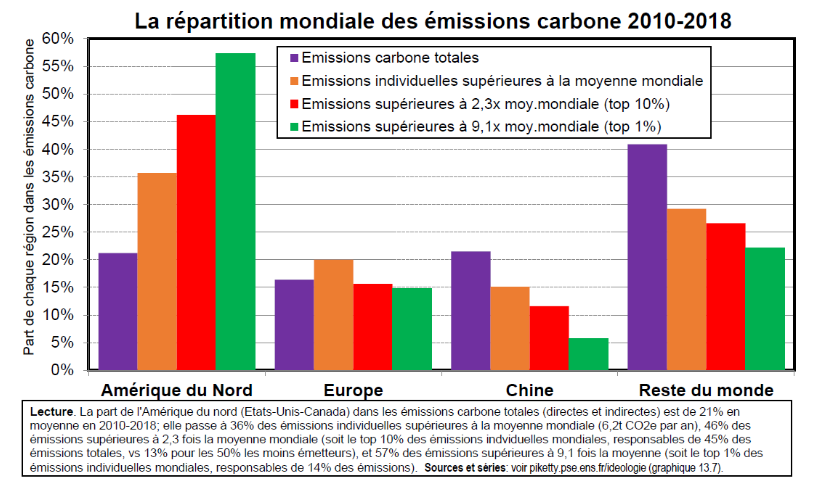 La répartition mondiale des émissions carbone 2010-2018
Part de chaque région dans les émissions carbone
60%
55%
50%
45%
40%
35%
30%
25%
20%
15%
10%
5%
0%
Emissions carbone totales
Emissions individuelles supérieures à la moyenne mondiale
Emissions supérieures à 2,3x moy.mondiale (top 10%)
Emissions supérieures à 9,1x moy.mondiale (top 1%)
Amérique du Nord
Europe
Chine
Reste du monde
Lecture. La part de l'Amérique du nord (Etats-Unis-Canada) dans les émissions carbone totales (directes et indirectes) est de 21% en
moyenne en 2010-2018; elle passe à 36% des émissions individuelles supérieures à la moyenne mondiale (6,2t CO2e par an), 46% des
émissions supérieures à 2,3 fois la moyenne mondiale (soit le top 10% des émissions indviduelles mondiales, responsables de 45% des
émissions totales, vs 13% pour les 50% les moins émetteurs), et 57% des émissions supérieures à 9,1 fois la moyenne (soit le top 1% des
émissions individuelles mondiales, responsables de 14% des émissions). Sources et séries: voir piketty.pse.ens.fr/ideologie (graphique 13.7).